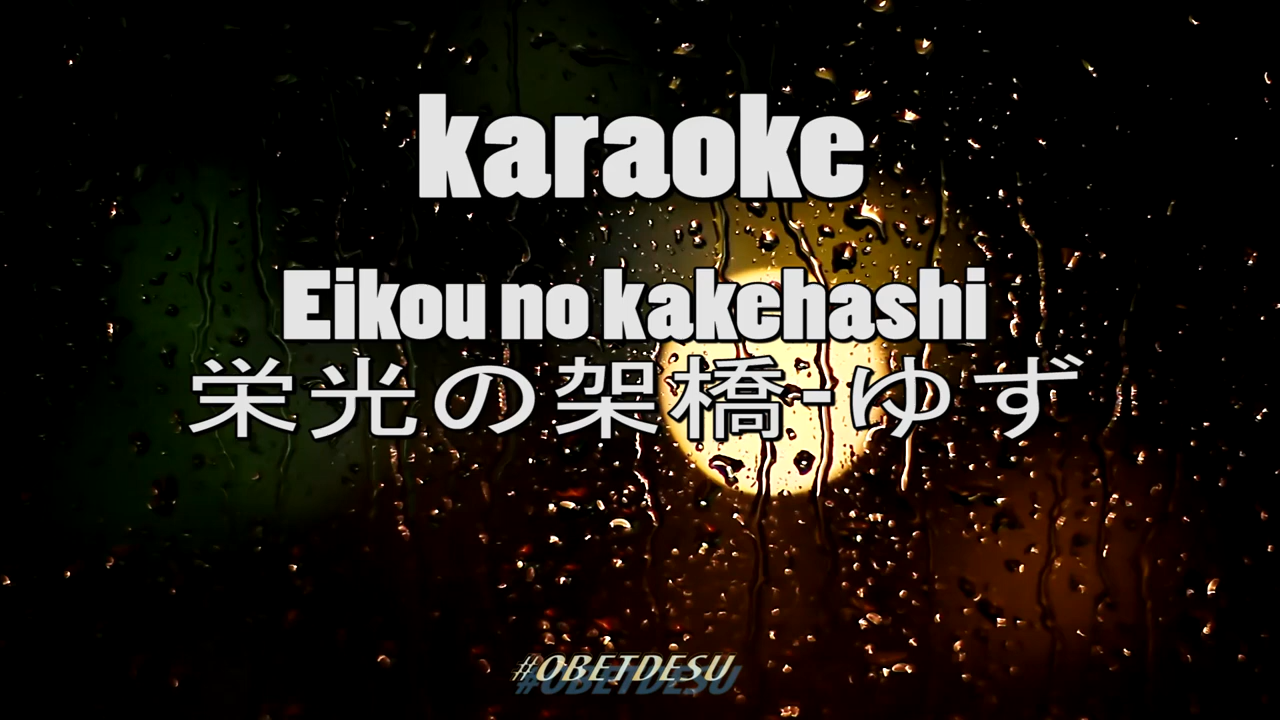 karaoke
Eikou no kakehashi
栄光の架橋-ゆず
#OBETDESU